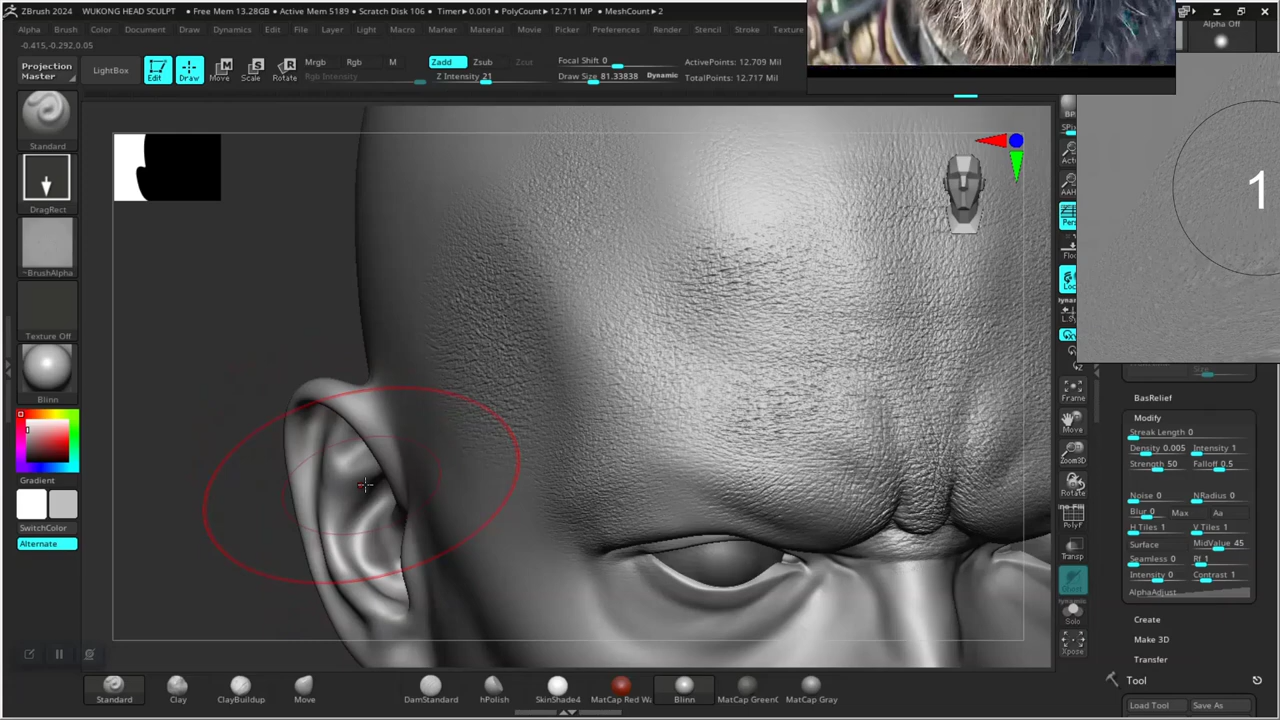 ZBrush 2024 WUKONG HEAD SCULPT • Free Mem 13.28GB • Active Mem 5189 • Scratch Disk 106 • Timer▸0.001 • PolyCount▸12.711 MP • MeshCount▸2
Alpha Brush Color Document Draw Dynamics Edit File Layer Light Macro Marker Material Movie Picker Preferences Render Stencil Stroke Texture
Alpha Off
-0.415,-0.292,0.05
Projection Master
LightBox
Edit
Draw
Move
Scale
Rotate
Mrgb Rgb M
Rgb Intensity
Zadd Zsub Zcut
Z Intensity 21
Focal Shift 0
Draw Size 81.33838 Dynamic
ActivePoints: 12.709 Mil
TotalPoints: 12.717 Mil
Standard
DragRect
~BrushAlpha
Texture Off
Blinn
Gradient
SwitchColor
Alternate
1
Frame
Move
Zoom3D
Rotate
PolyF
Transp
Ghost
Solo
Xpose
Size
BasRelief
Modify
Streak Length 0
Density 0.005 Intensity 1
Strength 50 Falloff 0.5
Noise 0 NRadius 0
Blur 0 Max Aa
H Tiles 1 V Tiles 1
Surface MidValue 45
Seamless 0 Rf 1
Intensity 0 Contrast 1
AlphaAdjust
Create
Make 3D
Transfer
Tool
Load Tool Save As
Standard Clay ClayBuildup Move DamStandard hPolish SkinShade4 MatCap Red W Blinn MatCap GreenC MatCap Gray